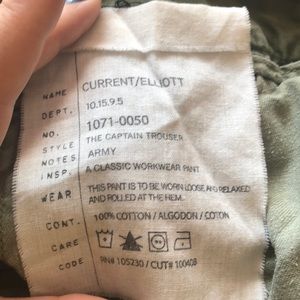 NAME CURRENT/ELLIOTT
DEPT. 10.15.9.5
NO. 1071-0050
STYLE THE CAPTAIN TROUSER
NOTES ARMY
INSP. A CLASSIC WORKWEAR PANT
WEAR THIS PANT IS TO BE WORN LOOSE AND RELAXED
AND ROLLED AT THE HEM.
CONT. 100% COTTON / ALGODON / COTON
CARE
CODE RN# 105230 / CUT# 100408